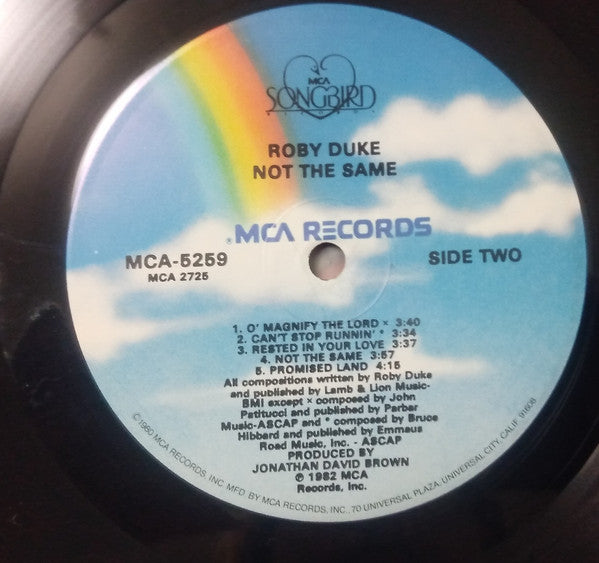 MCA
SONGBIRD
ROBY DUKE
NOT THE SAME
MCA RECORDS
MCA-5259
MCA 2725
SIDE TWO
1. O' MAGNIFY THE LORD × 3:40
2. CAN'T STOP RUNNIN' * 3:34
3. RESTED IN YOUR LOVE 3:37
4. NOT THE SAME 3:57
5. PROMISED LAND 4:15
All compositions written by Roby Duke
and published by Lamb & Lion Music-
BMI except × composed by John
Patitucci and published by Parbar
Music-ASCAP and * composed by Bruce
Hibbard and published by Emmaus
Road Music, Inc. - ASCAP
PRODUCED BY
JONATHAN DAVID BROWN
℗ 1982 MCA
Records, Inc.
©1980 MCA RECORDS, INC. MFD. BY MCA RECORDS, INC., 70 UNIVERSAL PLAZA, UNIVERSAL CITY, CALIF. 91608